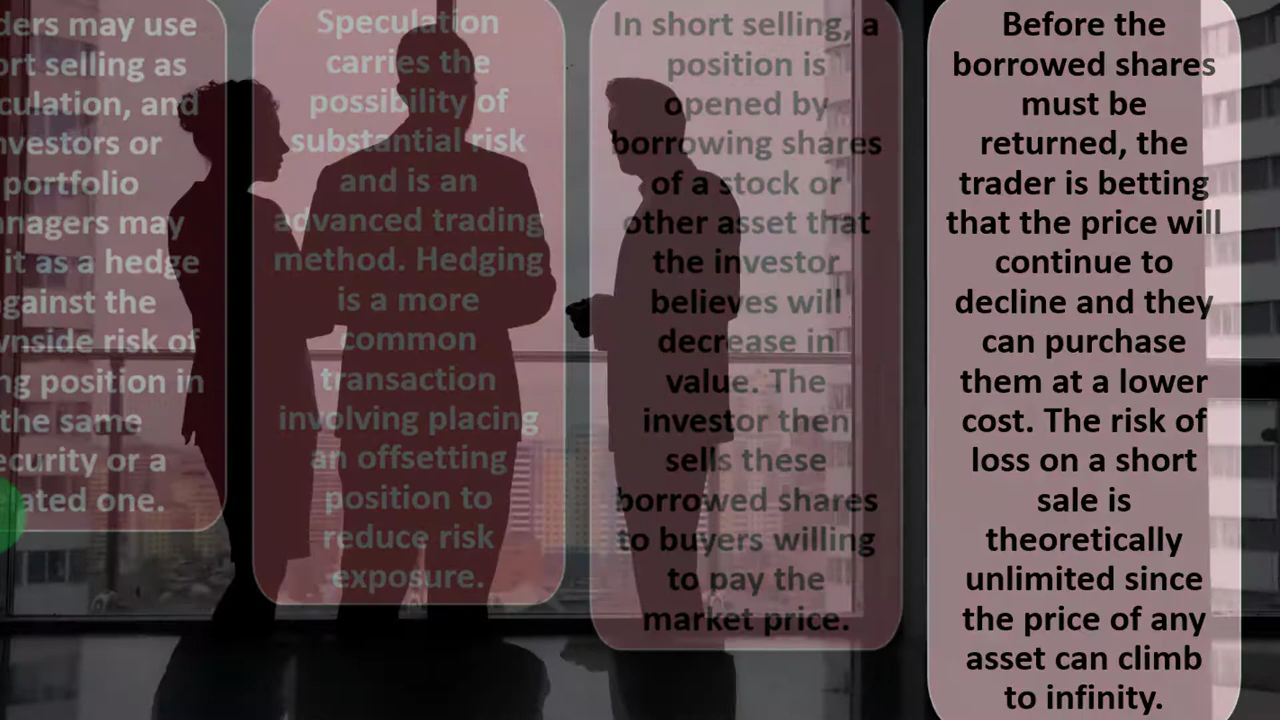 ders may use
ort selling as
culation, and
nvestors or
portfolio
anagers may
it as a hedge
gainst the
wnside risk of
ng position in
the same
ecurity or a
ated one.
Speculation
carries the
possibility of
substantial risk
and is an
advanced trading
method. Hedging
is a more
common
transaction
involving placing
an offsetting
position to
reduce risk
exposure.
In short selling, a
position is
opened by
borrowing shares
of a stock or
other asset that
the investor
believes will
decrease in
value. The
investor then
sells these
borrowed shares
to buyers willing
to pay the
market price.
Before the
borrowed shares
must be
returned, the
trader is betting
that the price will
continue to
decline and they
can purchase
them at a lower
cost. The risk of
loss on a short
sale is
theoretically
unlimited since
the price of any
asset can climb
to infinity.